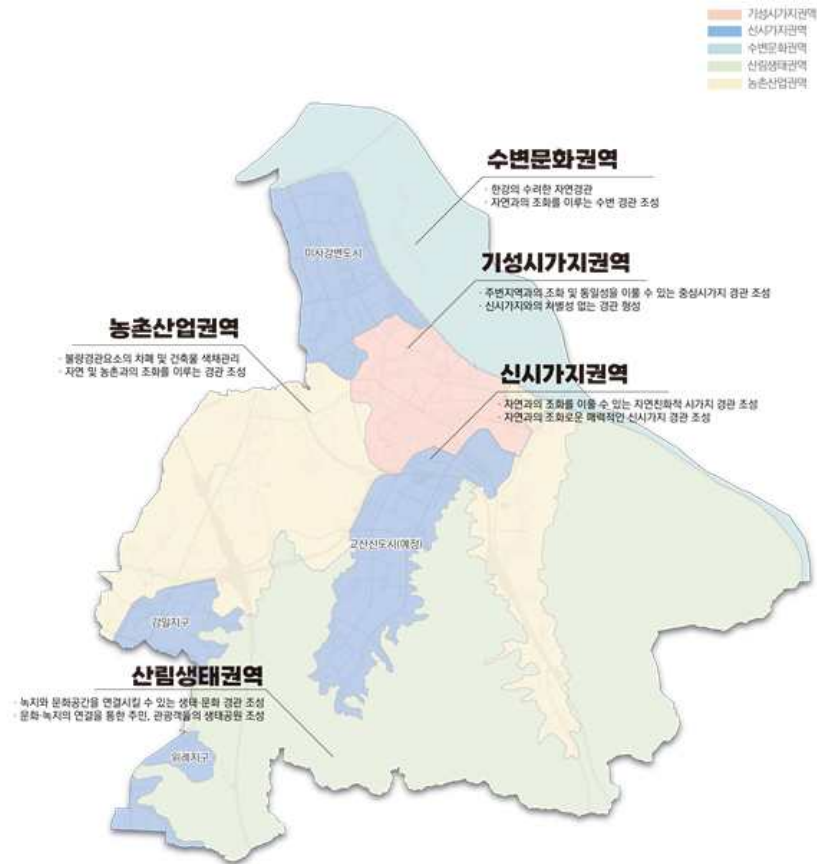 기성시가지권역
신시가지권역
수변문화권역
산림생태권역
농촌산업권역
수변문화권역
· 한강의 수려한 자연경관
· 자연과의 조화를 이루는 수변 경관 조성
미사강변도시
기성시가지권역
· 주변지역과의 조화 및 통일성을 이룰 수 있는 중심시가지 경관 조성
· 신시가지와의 차별성 없는 경관 형성
농촌산업권역
· 불량경관요소의 차폐 및 건축물 색채관리
· 자연 및 농촌과의 조화를 이루는 경관 조성
신시가지권역
· 자연과의 조화를 이룰 수 있는 자연친화적 시가지 경관 조성
· 자연과의 조화로운 매력적인 신시가지 경관 조성
교산신도시(예정)
감일지구
산림생태권역
· 녹지와 문화공간을 연결시킬 수 있는 생태·문화 경관 조성
· 문화·녹지의 연결을 통한 주민, 관광객들의 생태공원 조성
위례지구